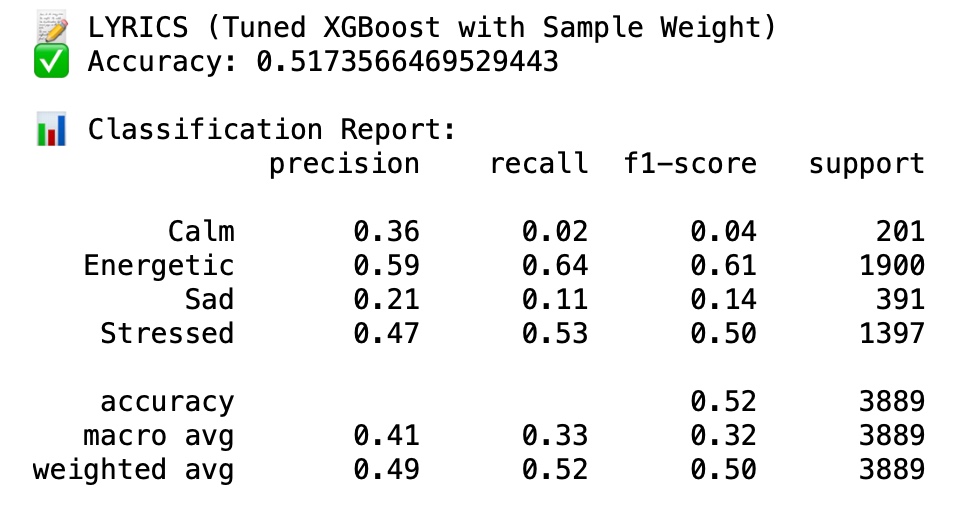 📝 LYRICS (Tuned XGBoost with Sample Weight)
✅ Accuracy: 0.5173566469529443
📊 Classification Report:
precision recall f1-score support
Calm 0.36 0.02 0.04 201
Energetic 0.59 0.64 0.61 1900
Sad 0.21 0.11 0.14 391
Stressed 0.47 0.53 0.50 1397
accuracy 0.52 3889
macro avg 0.41 0.33 0.32 3889
weighted avg 0.49 0.52 0.50 3889